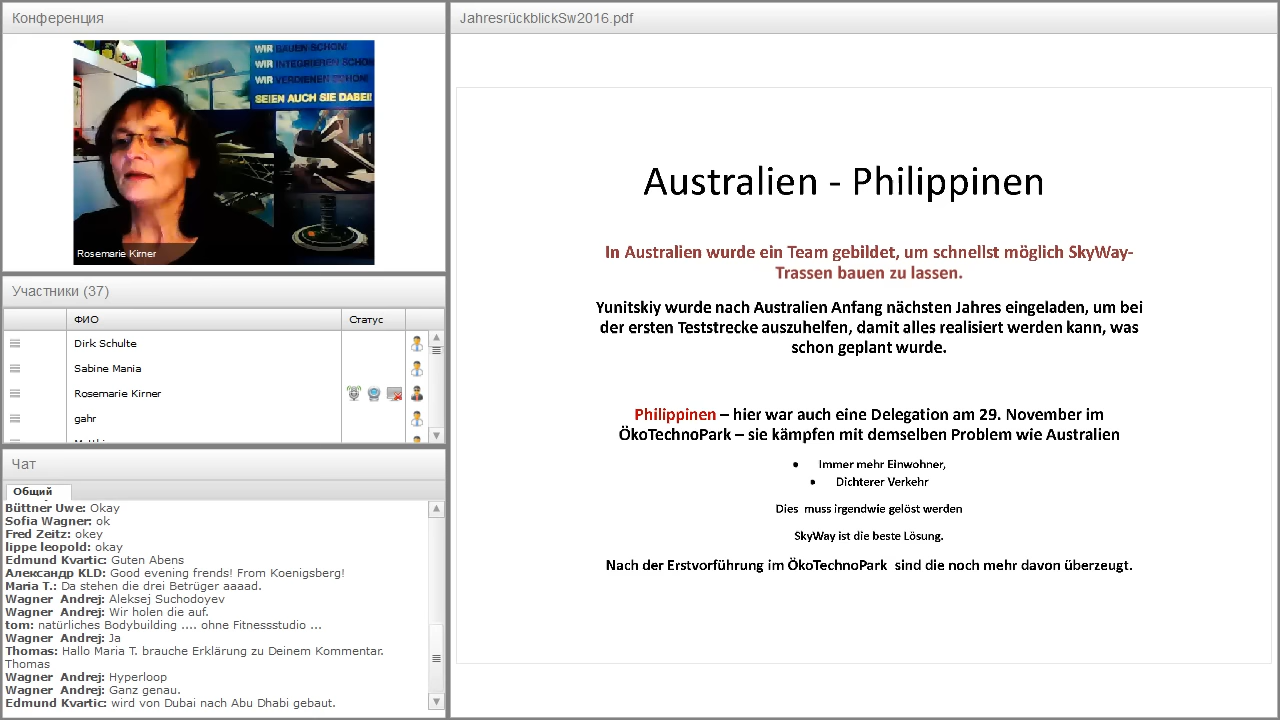 Конференция
WIR BAUEN SCHON!
WIR INTEGRIEREN SCHON
WIR VERDIENEN SCHON!
SEIEN AUCH SIE DABEI!
Rosemarie Kirner
Участники (37)
ФИО
Статус
Dirk Schulte
Sabine Mania
Rosemarie Kirner
gahr
Чат
Общий
Büttner Uwe: Okay
Sofia Wagner: ok
Fred Zeitz: okey
lippe leopold: okay
Edmund Kvartic: Guten Abens
Александр KLD: Good evening frends! From Koenigsberg!
Maria T.: Da stehen die drei Betrüger aaaad.
Wagner Andrej: Aleksej Suchodoyev
Wagner Andrej: Wir holen die auf.
tom: natürliches Bodybuilding .... ohne Fitnessstudio ...
Wagner Andrej: Ja
Thomas: Hallo Maria T. brauche Erklärung zu Deinem Kommentar.
Thomas
Wagner Andrej: Hyperloop
Wagner Andrej: Ganz genau.
Edmund Kvartic: wird von Dubai nach Abu Dhabi gebaut.
JahresrückblickSw2016.pdf
Australien - Philippinen
In Australien wurde ein Team gebildet, um schnellst möglich SkyWay-
Trassen bauen zu lassen.
Yunitskiy wurde nach Australien Anfang nächsten Jahres eingeladen, um bei
der ersten Teststrecke auszuhelfen, damit alles realisiert werden kann, was
schon geplant wurde.
Philippinen – hier war auch eine Delegation am 29. November im
ÖkoTechnoPark – sie kämpfen mit demselben Problem wie Australien
• Immer mehr Einwohner,
• Dichterer Verkehr
Dies muss irgendwie gelöst werden
SkyWay ist die beste Lösung.
Nach der Erstvorführung im ÖkoTechnoPark sind die noch mehr davon überzeugt.